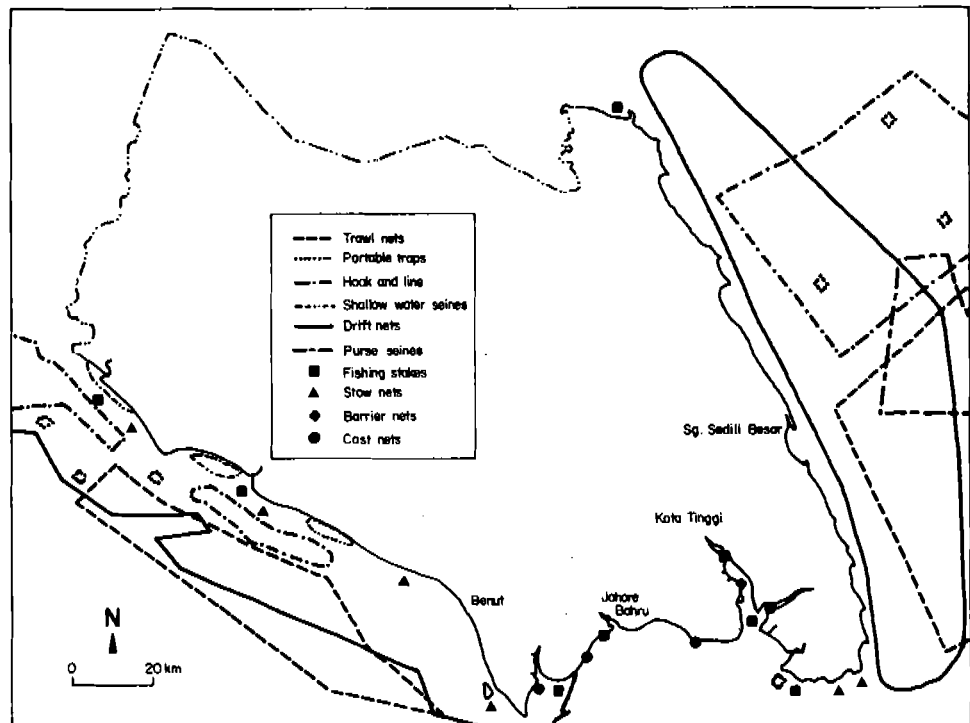 Trawl nets
Portable traps
Hook and line
Shallow water seines
Drift nets
Purse seines
Fishing stakes
Stow nets
Barrier nets
Cast nets
Sg. Sedili Besar
Kota Tinggi
Johore
Bahru
Benut
N
0 20 km